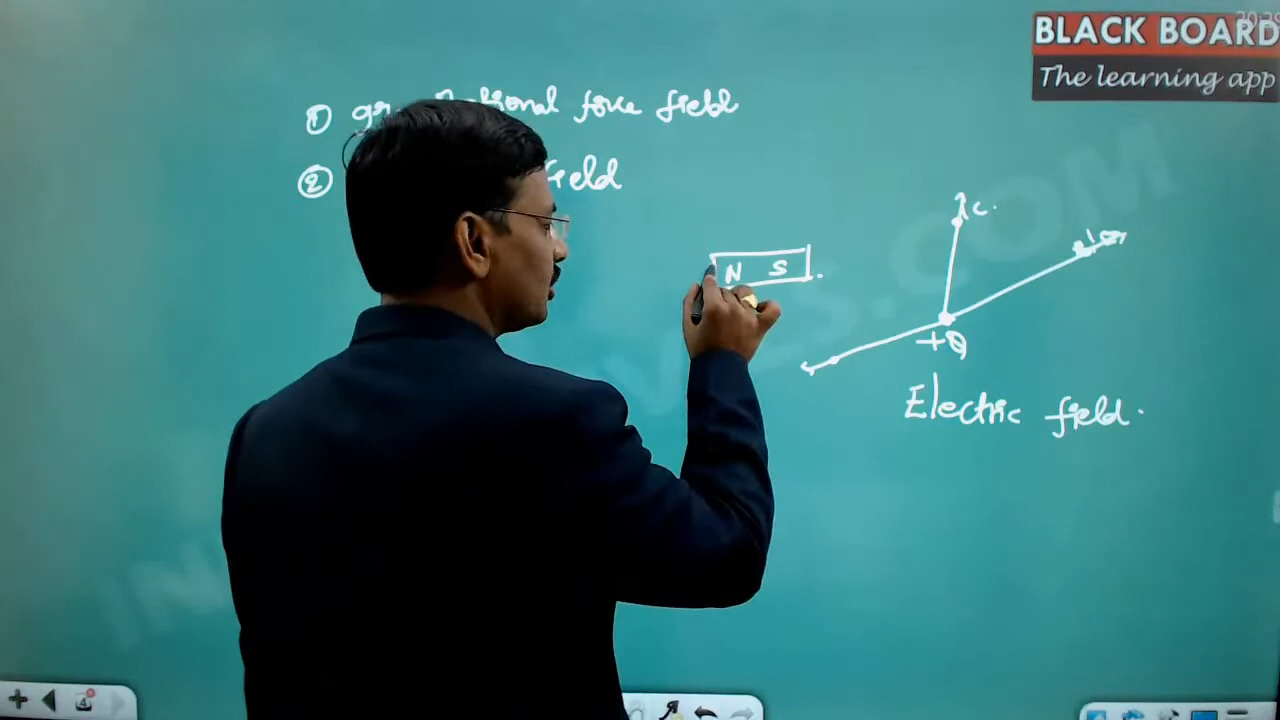 BLACK BOARD
The learning app
① gr tional force field
② field
N S
C.
+Q
Electric field.